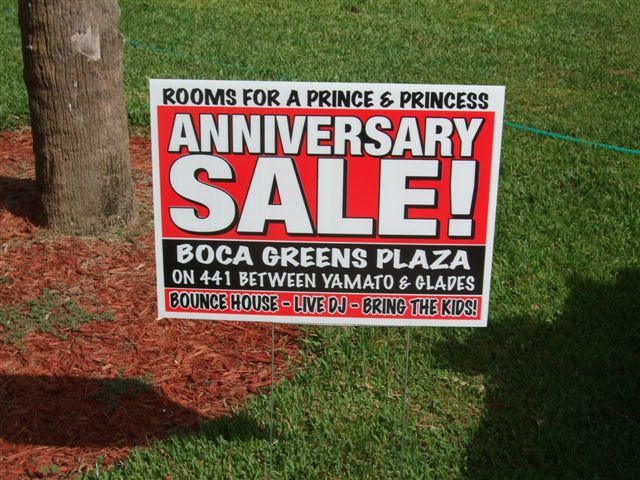 ROOMS FOR A PRINCE & PRINCESS
ANNIVERSARY
SALE!
BOCA GREENS PLAZA
ON 441 BETWEEN YAMATO & GLADES
BOUNCE HOUSE - LIVE DJ - BRING THE KIDS!